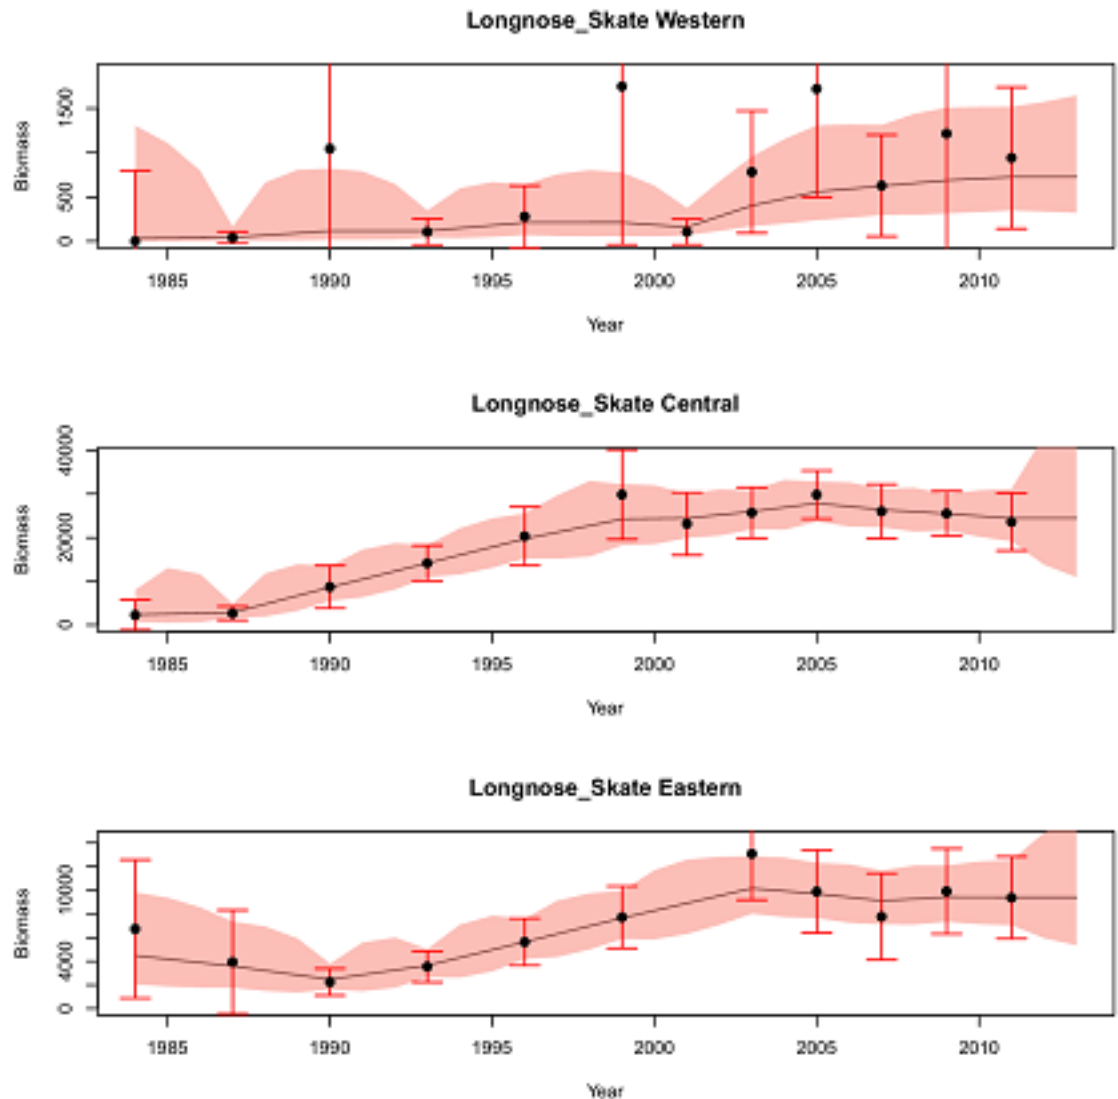 Longnose_Skate Western
Biomass
1500
500
0
1985 1990 1995 2000 2005 2010
Year
Longnose_Skate Central
Biomass
40000
20000
0
1985 1990 1995 2000 2005 2010
Year
Longnose_Skate Eastern
Biomass
10000
4000
0
1985 1990 1995 2000 2005 2010
Year